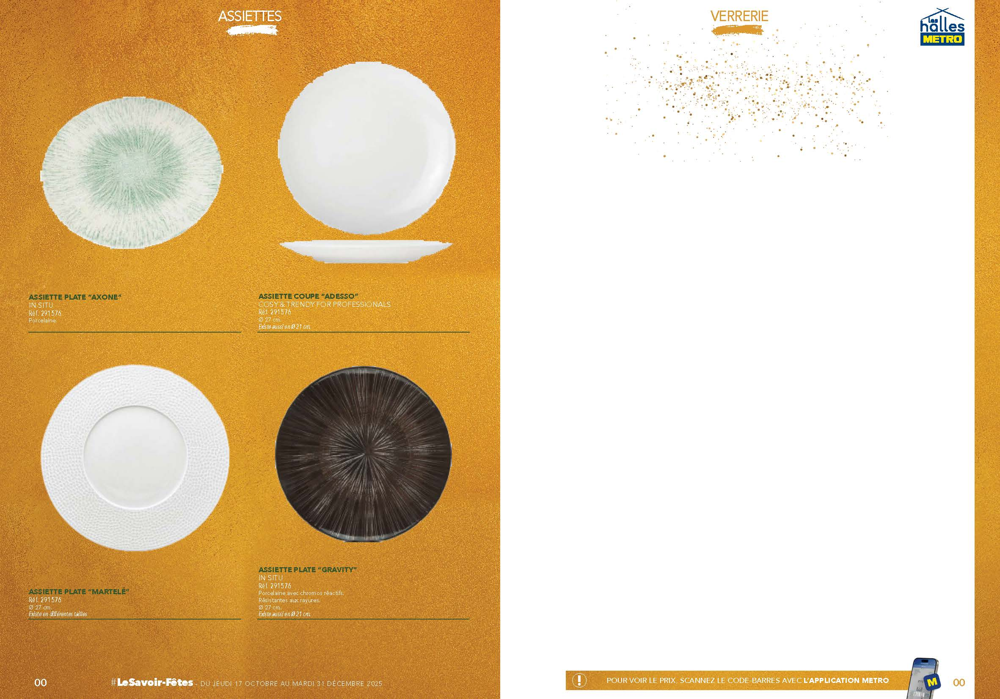 ASSIETTES
ASSIETTE PLATE “AXONE”
IN SITU
Réf. 291576
Porcelaine.
ASSIETTE COUPE “ADESSO”
COSY & TRENDY FOR PROFESSIONALS
Réf. 291576
Ø 27 cm.
Existe aussi en Ø 21 cm.
ASSIETTE PLATE “MARTELÉ”
Réf. 291576
Ø 27 cm.
Existe en différentes tailles
ASSIETTE PLATE “GRAVITY”
IN SITU
Réf. 291576
Porcelaine avec chromos réactifs.
Résistantes aux rayures.
Ø 27 cm.
Existe aussi en Ø 21 cm.
00
#LeSavoir-Fêtes - DU JEUDI 17 OCTOBRE AU MARDI 31 DÉCEMBRE 2025
VERRERIE
les
halles
METRO
! POUR VOIR LE PRIX, SCANNEZ LE CODE-BARRES AVEC L’APPLICATION METRO
M
00